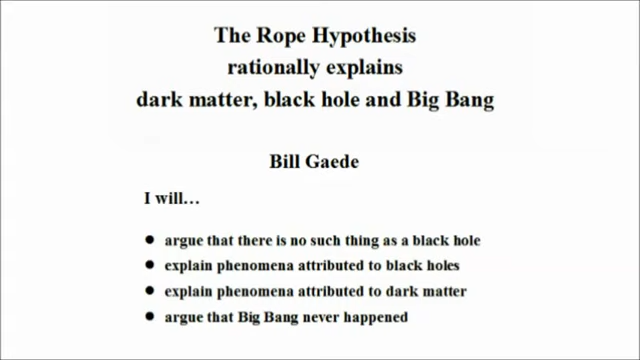 The Rope Hypothesis
rationally explains
dark matter, black hole and Big Bang
Bill Gaede
I will...
● argue that there is no such thing as a black hole
● explain phenomena attributed to black holes
● explain phenomena attributed to dark matter
● argue that Big Bang never happened